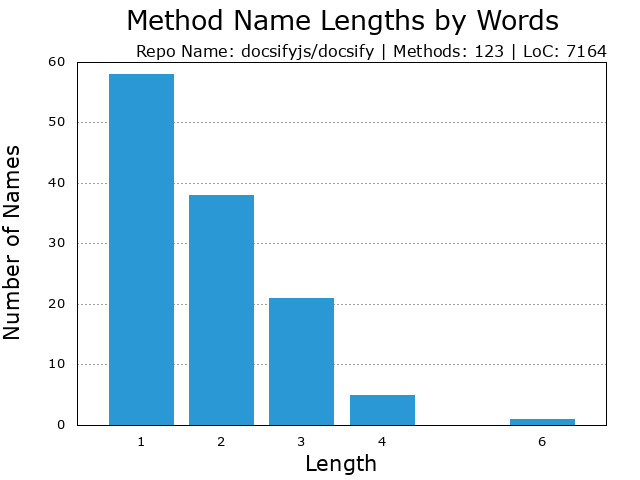 Method Name Lengths by Words
Repo Name: docsifyjs/docsify | Methods: 123 | LoC: 7164
60
50
40
30
20
10
0
Number of Names
1 2 3 4 6
Length